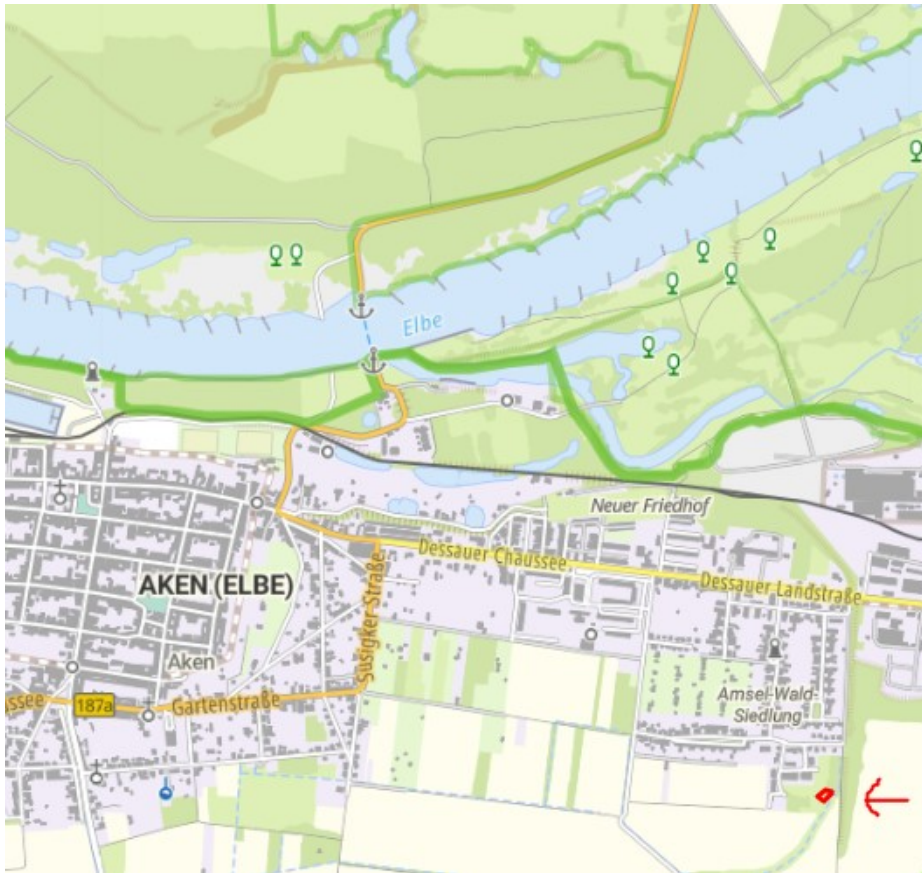 Elbe
Neuer Friedhof
Dessauer Chaussee
Dessauer Landstraße
AKEN (ELBE)
Susigker Straße
Aken
Amsel-Wald-
Siedlung
ssee
187a
Gartenstraße